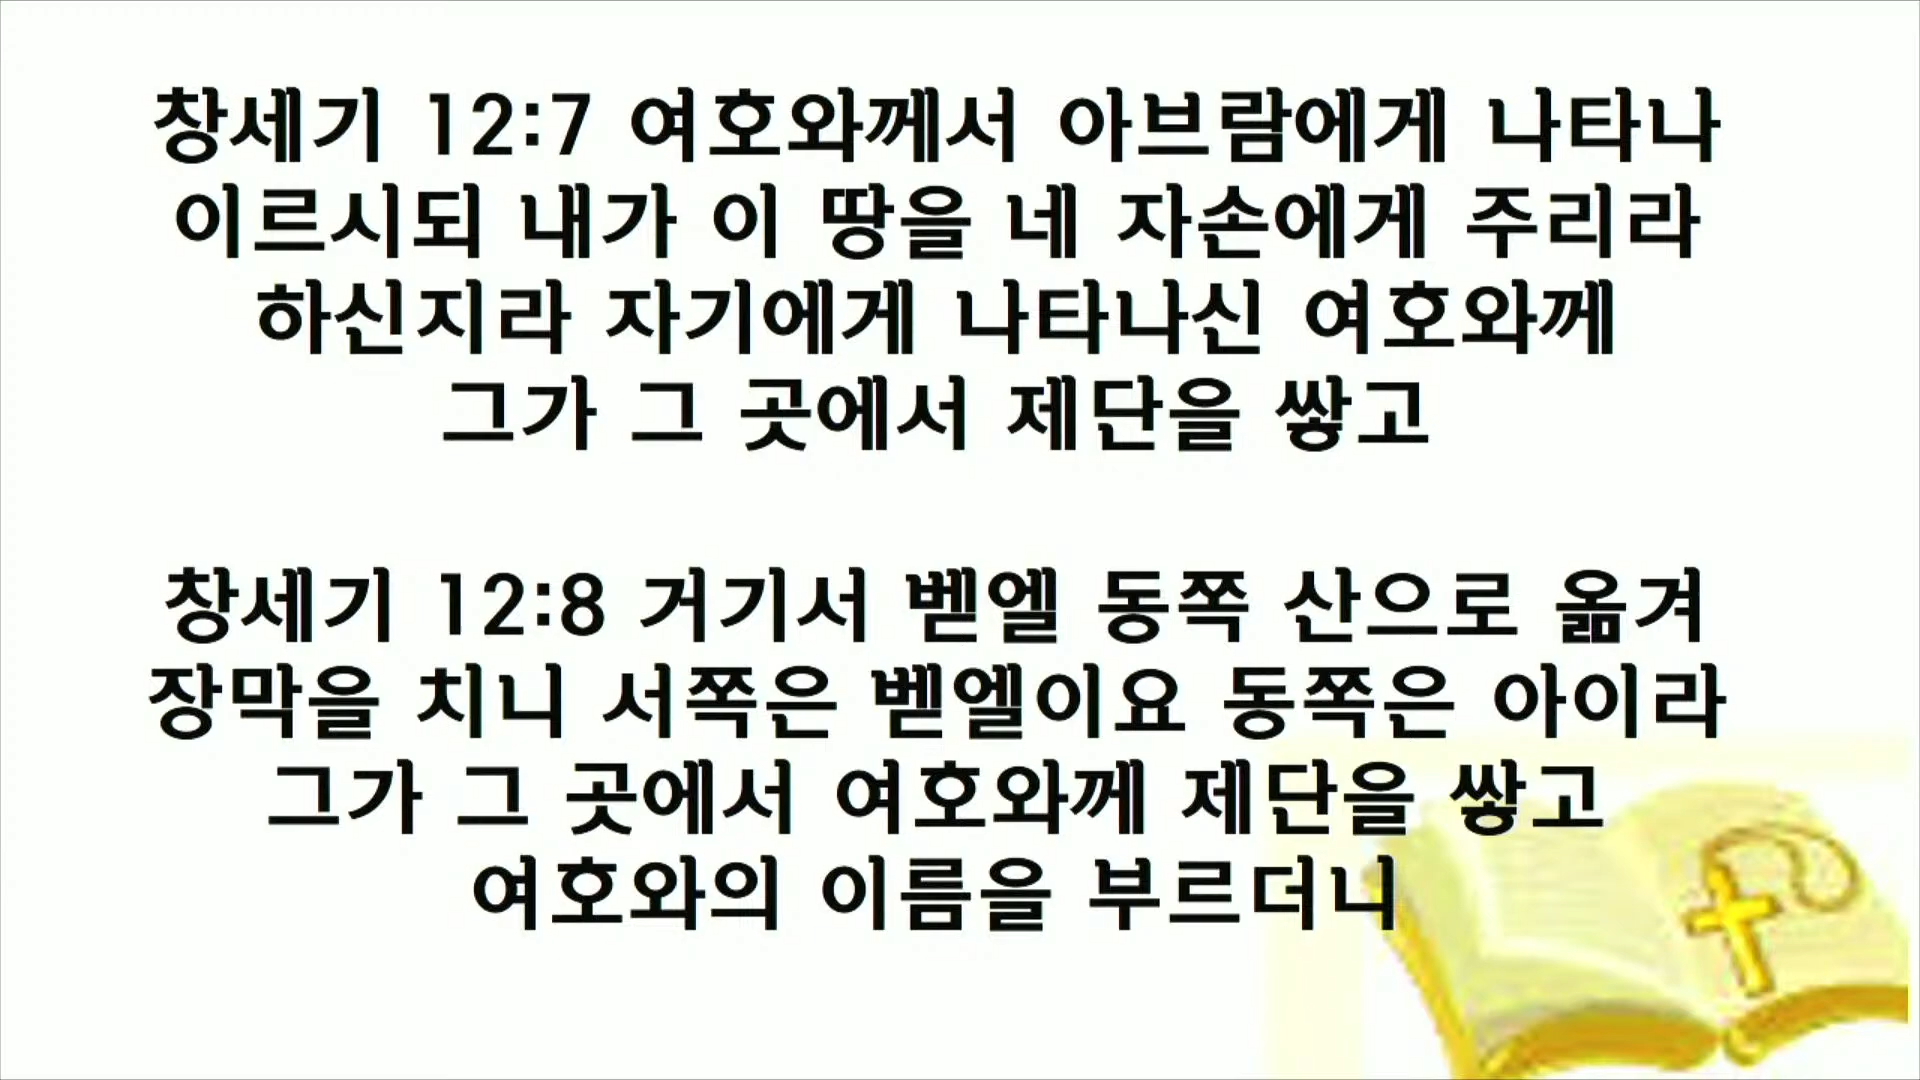 창세기 12:7 여호와께서 아브람에게 나타나
이르시되 내가 이 땅을 네 자손에게 주리라
하신지라 자기에게 나타나신 여호와께
그가 그 곳에서 제단을 쌓고
창세기 12:8 거기서 벧엘 동쪽 산으로 옮겨
장막을 치니 서쪽은 벧엘이요 동쪽은 아이라
그가 그 곳에서 여호와께 제단을 쌓고
여호와의 이름을 부르더니